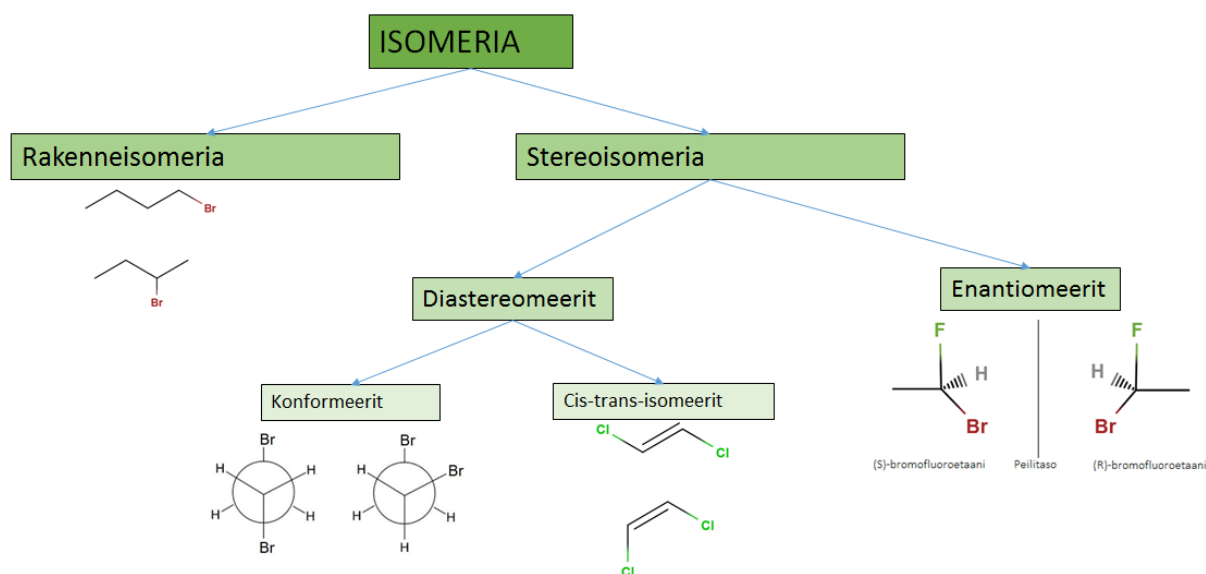 ISOMERIA
Rakenneisomeria
Stereoisomeria
Br
Br
Diastereomeerit
Enantiomeerit
F
H
Br
F
H
Br
(S)-bromofluoroetaani
Peilitaso
(R)-bromofluoroetaani
Konformeerit
Cis-trans-isomeerit
Br
H
H
H
H
Br
Br
H
Br
H
H
H
Cl
Cl
Cl
Cl